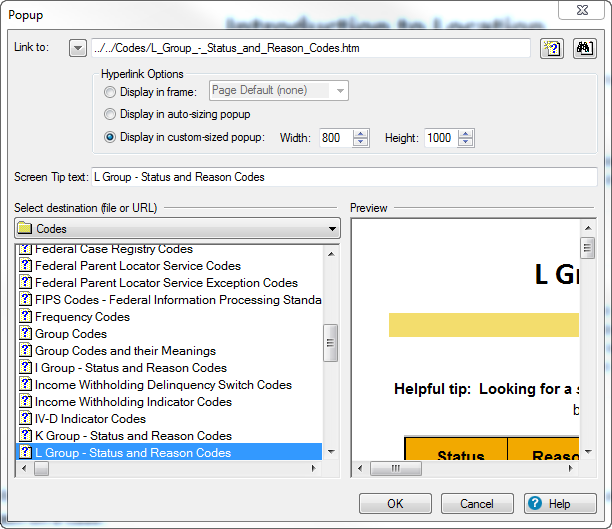 Popup
Introduction to Location
Link to:
../../Codes/L_Group_-_Status_and_Reason_Codes.htm
Hyperlink Options
Display in frame:
Page Default (none)
Display in auto-sizing popup
Display in custom-sized popup:
Width:
800
Height:
1000
Screen Tip text:
L Group - Status and Reason Codes
Select destination (file or URL)
Codes
Federal Case Registry Codes
Federal Parent Locator Service Codes
Federal Parent Locator Service Exception Codes
FIPS Codes - Federal Information Processing Standa
Frequency Codes
Group Codes
Group Codes and their Meanings
I Group - Status and Reason Codes
Income Withholding Delinquency Switch Codes
Income Withholding Indicator Codes
IV-D Indicator Codes
K Group - Status and Reason Codes
L Group - Status and Reason Codes
Preview
L G
Helpful tip: Looking for a s
b
Status
Reaso
OK
Cancel
Help